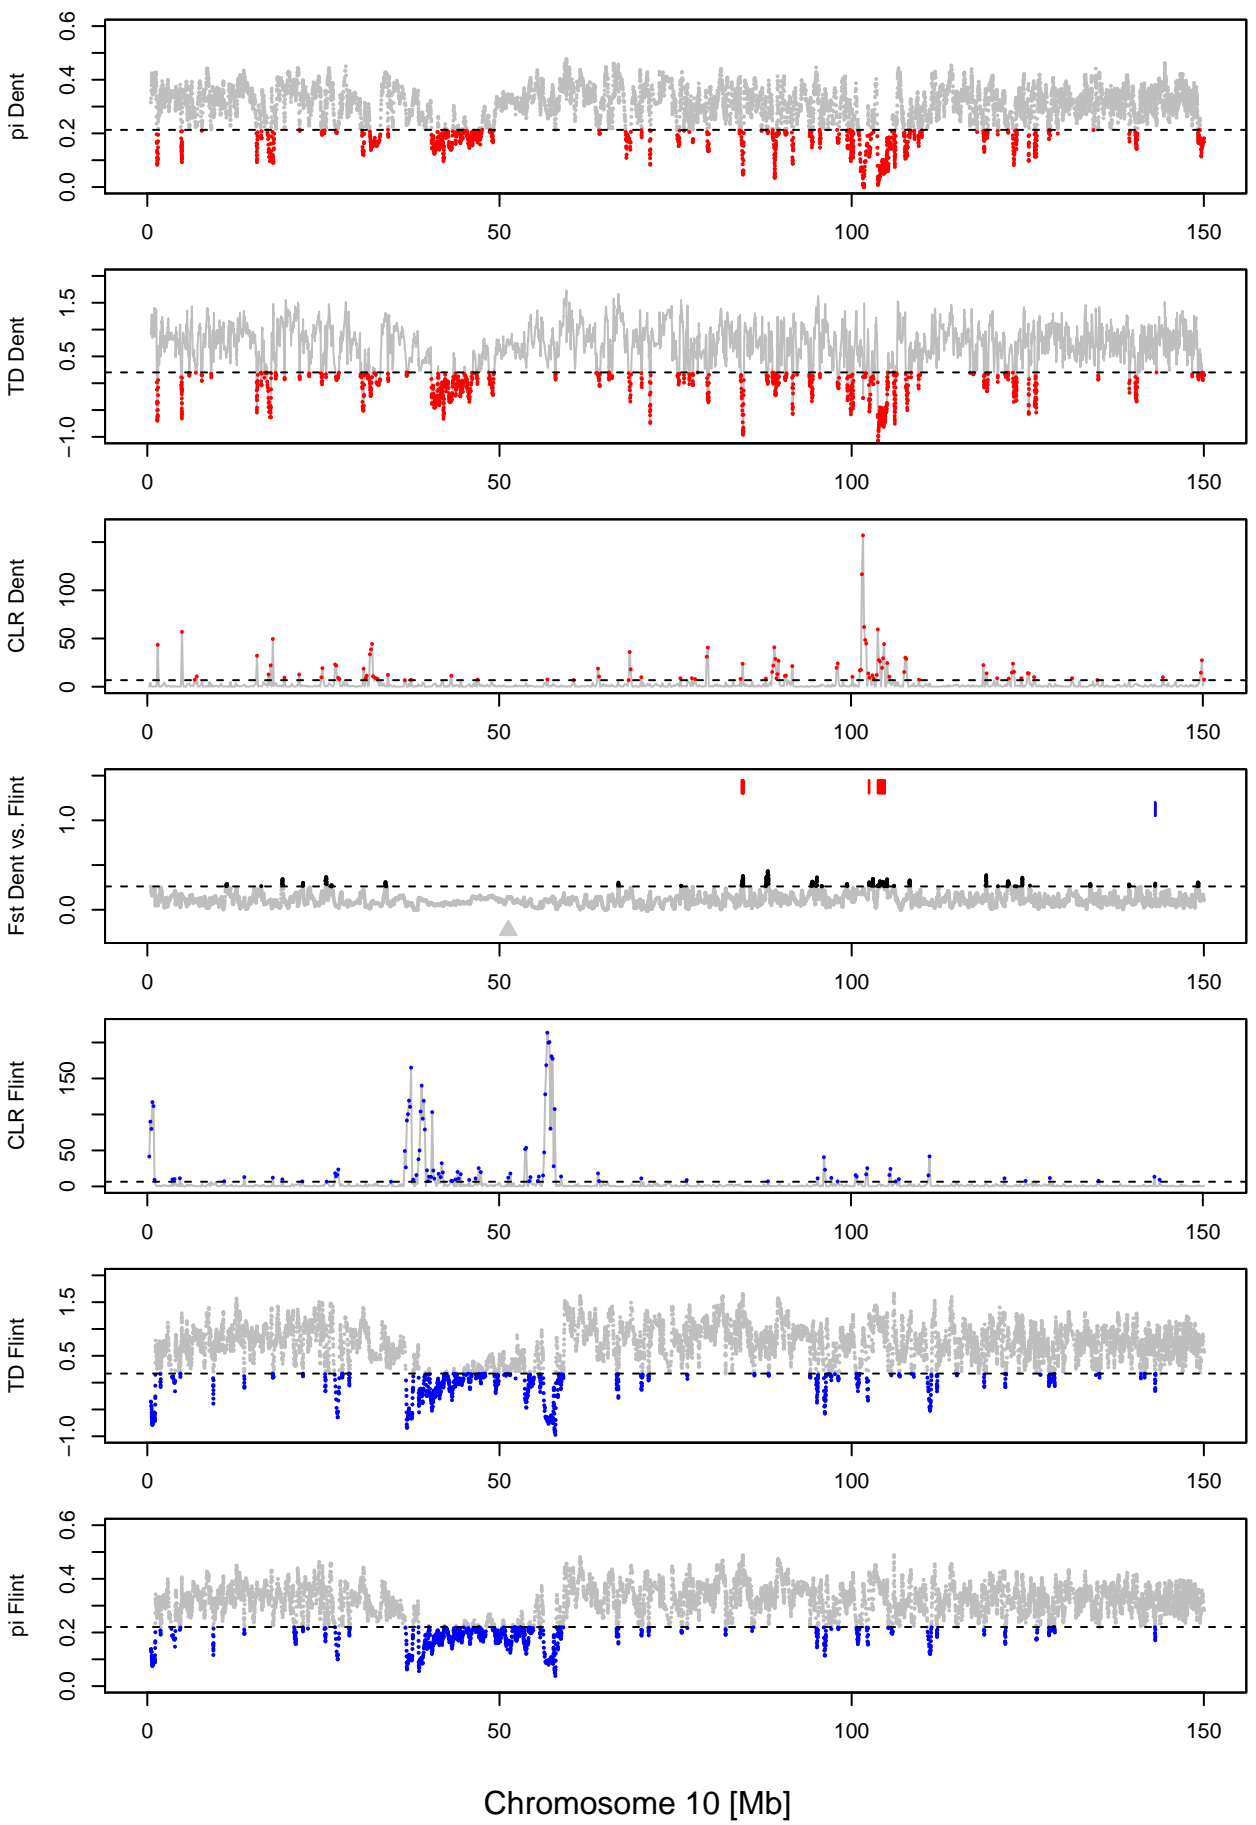 pi Dent
0.0 0.2 0.4 0.6
0 50 100 150
TD Dent
−1.0 0.5 1.5
0 50 100 150
CLR Dent
0 50 100
0 50 100 150
Fst Dent vs. Flint
0.0 1.0
0 50 100 150
CLR Flint
0 50 150
0 50 100 150
TD Flint
−1.0 0.5 1.5
0 50 100 150
pi Flint
0.0 0.2 0.4 0.6
0 50 100 150
Chromosome 10 [Mb]